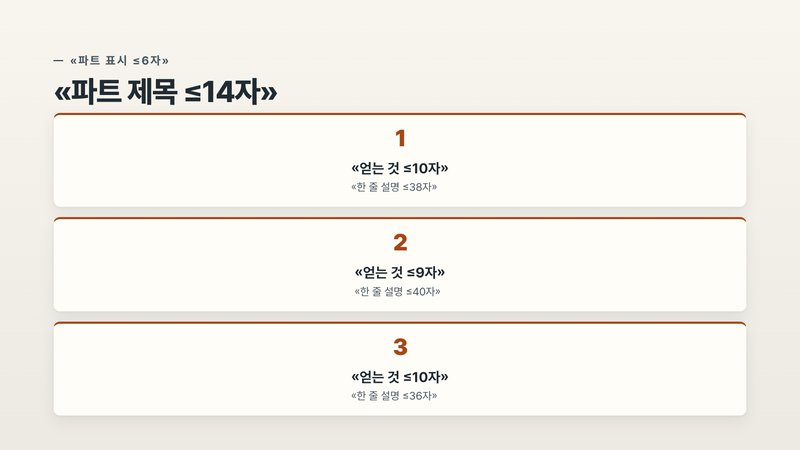 — «파트 표시 ≤6자»
«파트 제목 ≤14자»
1
«얻는 것 ≤10자»
«한 줄 설명 ≤38자»
2
«얻는 것 ≤9자»
«한 줄 설명 ≤40자»
3
«얻는 것 ≤10자»
«한 줄 설명 ≤36자»